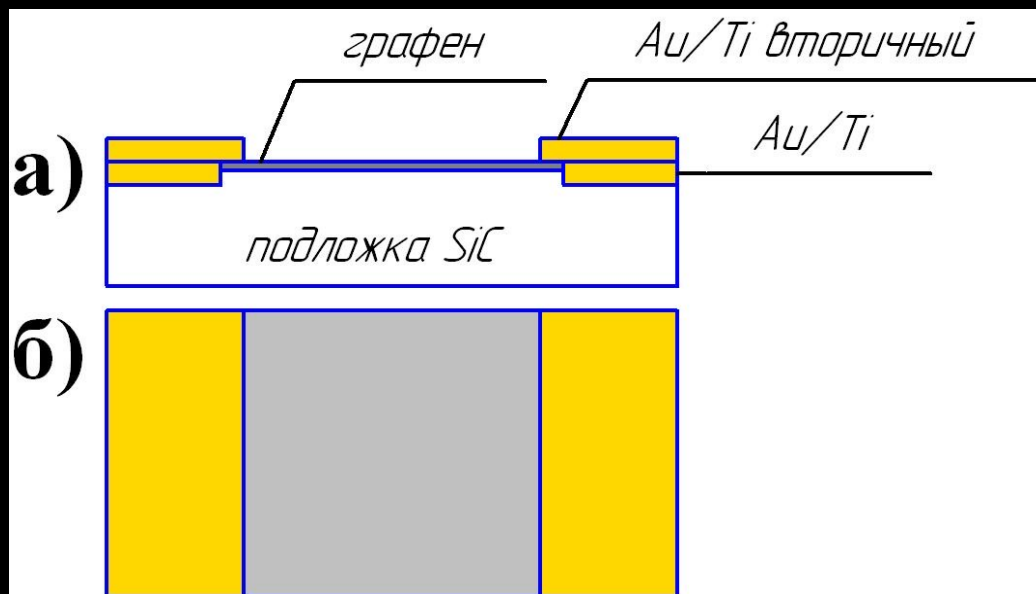 графен
Au/Ti вторичный
Au/Ti
а)
подложка SiC
б)